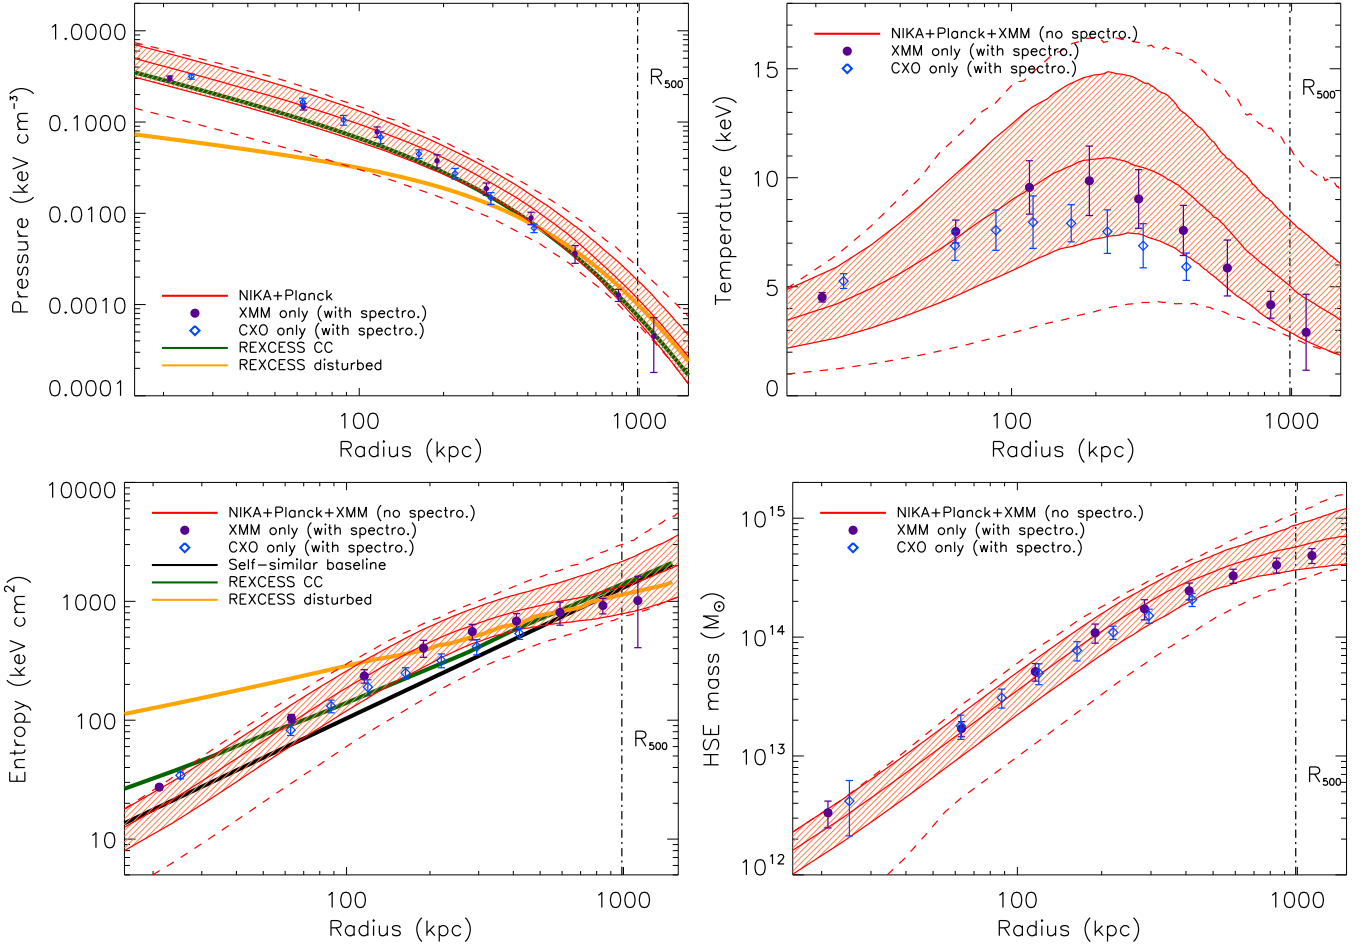 1.0000
0.1000
0.0100
0.0010
0.0001
Pressure (keV cm⁻³)
R₅₀₀
NIKA+Planck
XMM only (with spectro.)
CXO only (with spectro.)
REXCESS CC
REXCESS disturbed
100
1000
Radius (kpc)
15
10
5
0
Temperature (keV)
NIKA+Planck+XMM (no spectro.)
XMM only (with spectro.)
CXO only (with spectro.)
R₅₀₀
100
1000
Radius (kpc)
10000
1000
100
10
Entropy (keV cm²)
NIKA+Planck+XMM (no spectro.)
XMM only (with spectro.)
CXO only (with spectro.)
Self-similar baseline
REXCESS CC
REXCESS disturbed
R₅₀₀
100
1000
Radius (kpc)
10¹⁵
10¹⁴
10¹³
10¹²
HSE mass (M⊙)
NIKA+Planck+XMM (no spectro.)
XMM only (with spectro.)
CXO only (with spectro.)
R₅₀₀
100
1000
Radius (kpc)